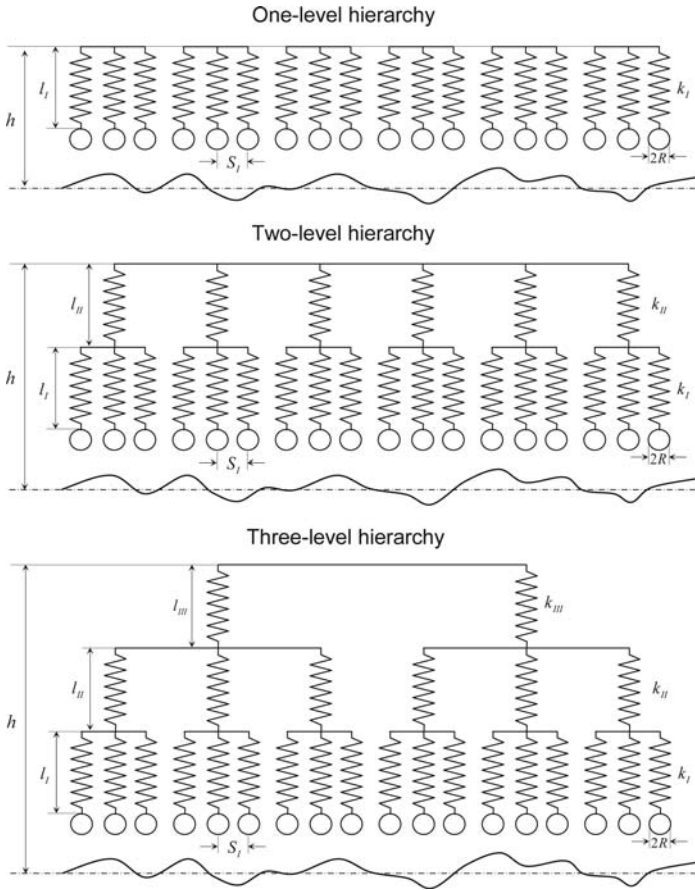 One-level hierarchy
l_I
k_I
h
S_I
2R
Two-level hierarchy
l_II
k_II
h
l_I
k_I
S_I
2R
Three-level hierarchy
l_III
k_III
h
l_II
k_II
l_I
k_I
S_I
2R